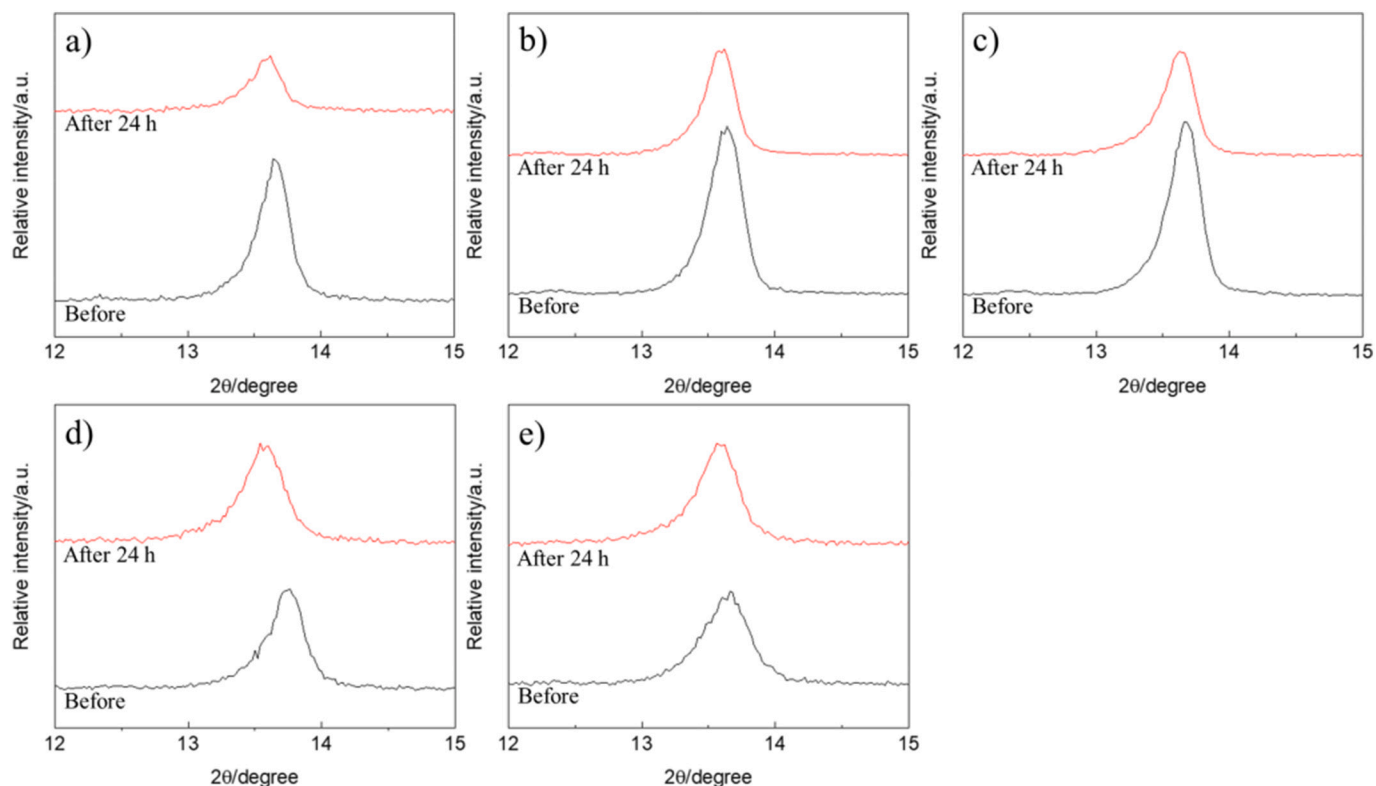 a)
Relative intensity/a.u.
After 24 h
Before
12 13 14 15
2θ/degree
b)
Relative intensity/a.u.
After 24 h
Before
12 13 14 15
2θ/degree
c)
Relative intensity/a.u.
After 24 h
Before
12 13 14 15
2θ/degree
d)
Relative intensity/a.u.
After 24 h
Before
12 13 14 15
2θ/degree
e)
Relative intensity/a.u.
After 24 h
Before
12 13 14 15
2θ/degree